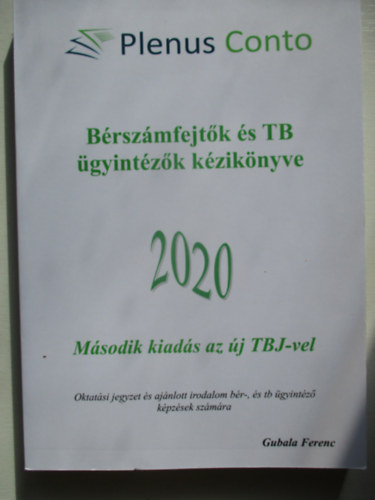 Plenus Conto
Bérszámfejtők és TB
ügyintézők kézikönyve
2020
Második kiadás az új TBJ-vel
Oktatási jegyzet és ajánlott irodalom bér-, és tb ügyintéző
képzések számára
Gubala Ferenc